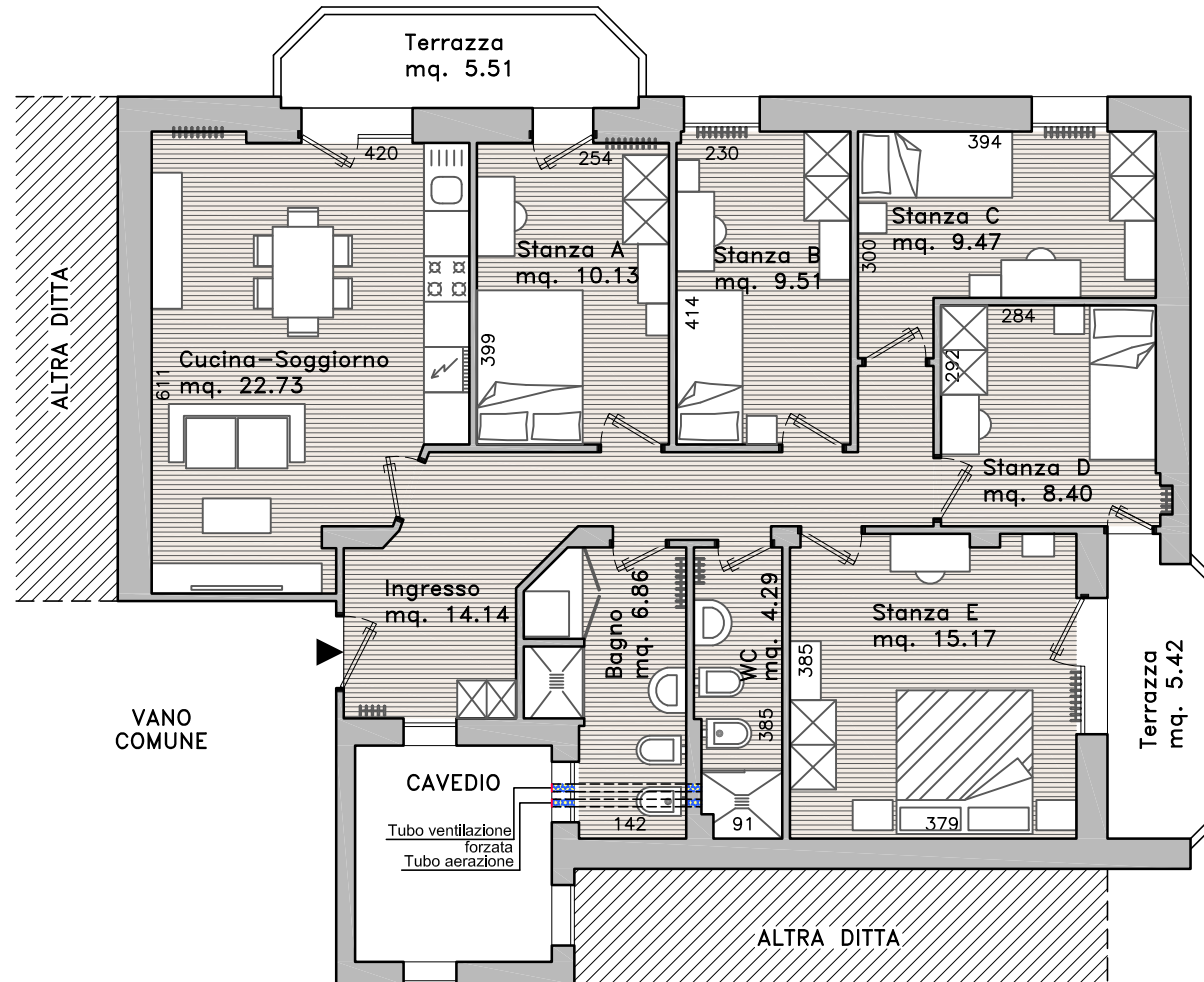 Terrazza
mq. 5.51
420
254
230
394
Stanza A
mq. 10.13
Stanza B
mq. 9.51
Stanza C
mq. 9.47
300
284
292
414
399
ALTRA DITTA
611
Cucina-Soggiorno
mq. 22.73
Stanza D
mq. 8.40
Ingresso
mq. 14.14
Bagno
mq. 6.86
WC
mq. 4.29
385
Stanza E
mq. 15.17
385
Terrazza
mq. 5.42
VANO
COMUNE
CAVEDIO
Tubo ventilazione
forzata
Tubo aerazione
142
91
379
ALTRA DITTA